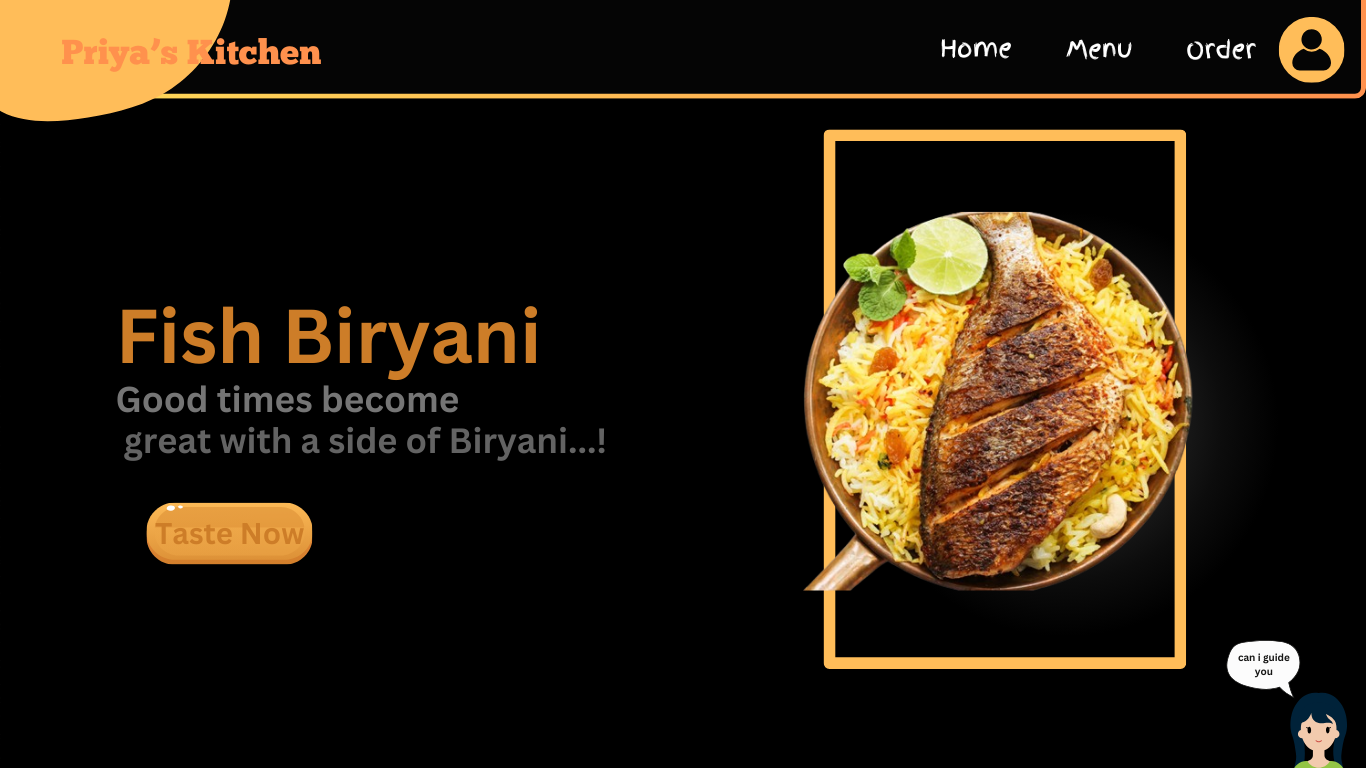 Priya's Kitchen
Home
Menu
Order
Fish Biryani
Good times become
great with a side of Biryani...!
Taste Now
can i guide
you